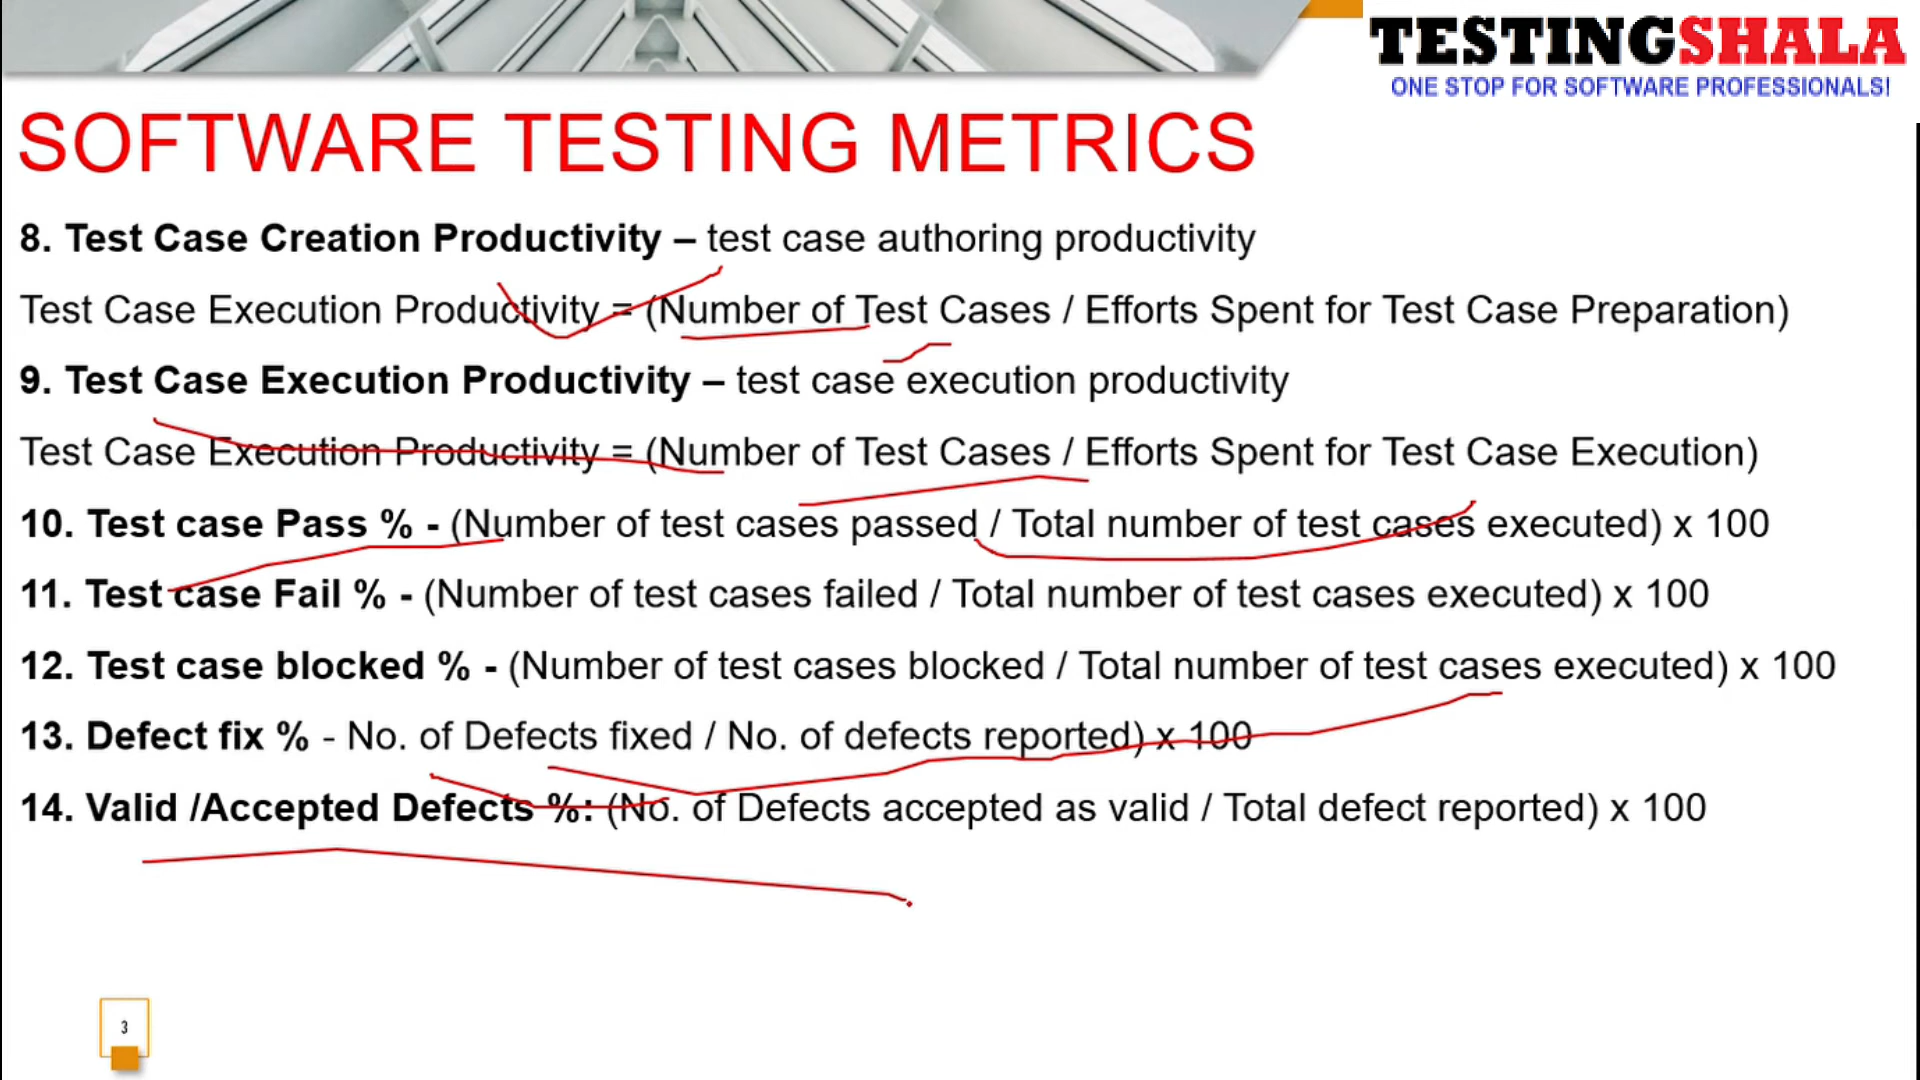 TESTINGSHALA
ONE STOP FOR SOFTWARE PROFESSIONALS!
SOFTWARE TESTING METRICS
8. Test Case Creation Productivity – test case authoring productivity
Test Case Execution Productivity = (Number of Test Cases / Efforts Spent for Test Case Preparation)
9. Test Case Execution Productivity – test case execution productivity
Test Case Execution Productivity = (Number of Test Cases / Efforts Spent for Test Case Execution)
10. Test case Pass % - (Number of test cases passed / Total number of test cases executed) x 100
11. Test case Fail % - (Number of test cases failed / Total number of test cases executed) x 100
12. Test case blocked % - (Number of test cases blocked / Total number of test cases executed) x 100
13. Defect fix % - No. of Defects fixed / No. of defects reported) x 100
14. Valid /Accepted Defects %: (No. of Defects accepted as valid / Total defect reported) x 100
3